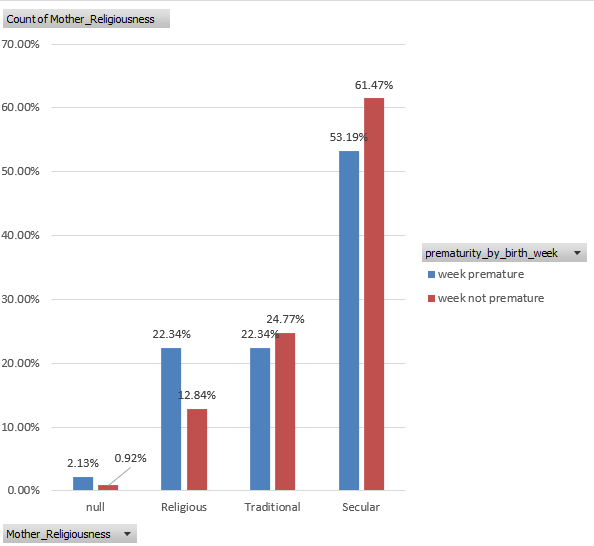 Count of Mother_Religiousness
70.00%
60.00%
50.00%
40.00%
30.00%
20.00%
10.00%
0.00%
2.13%
0.92%
22.34%
12.84%
22.34%
24.77%
53.19%
61.47%
null
Religious
Traditional
Secular
prematurity_by_birth_week
week premature
week not premature
Mother_Religiousness